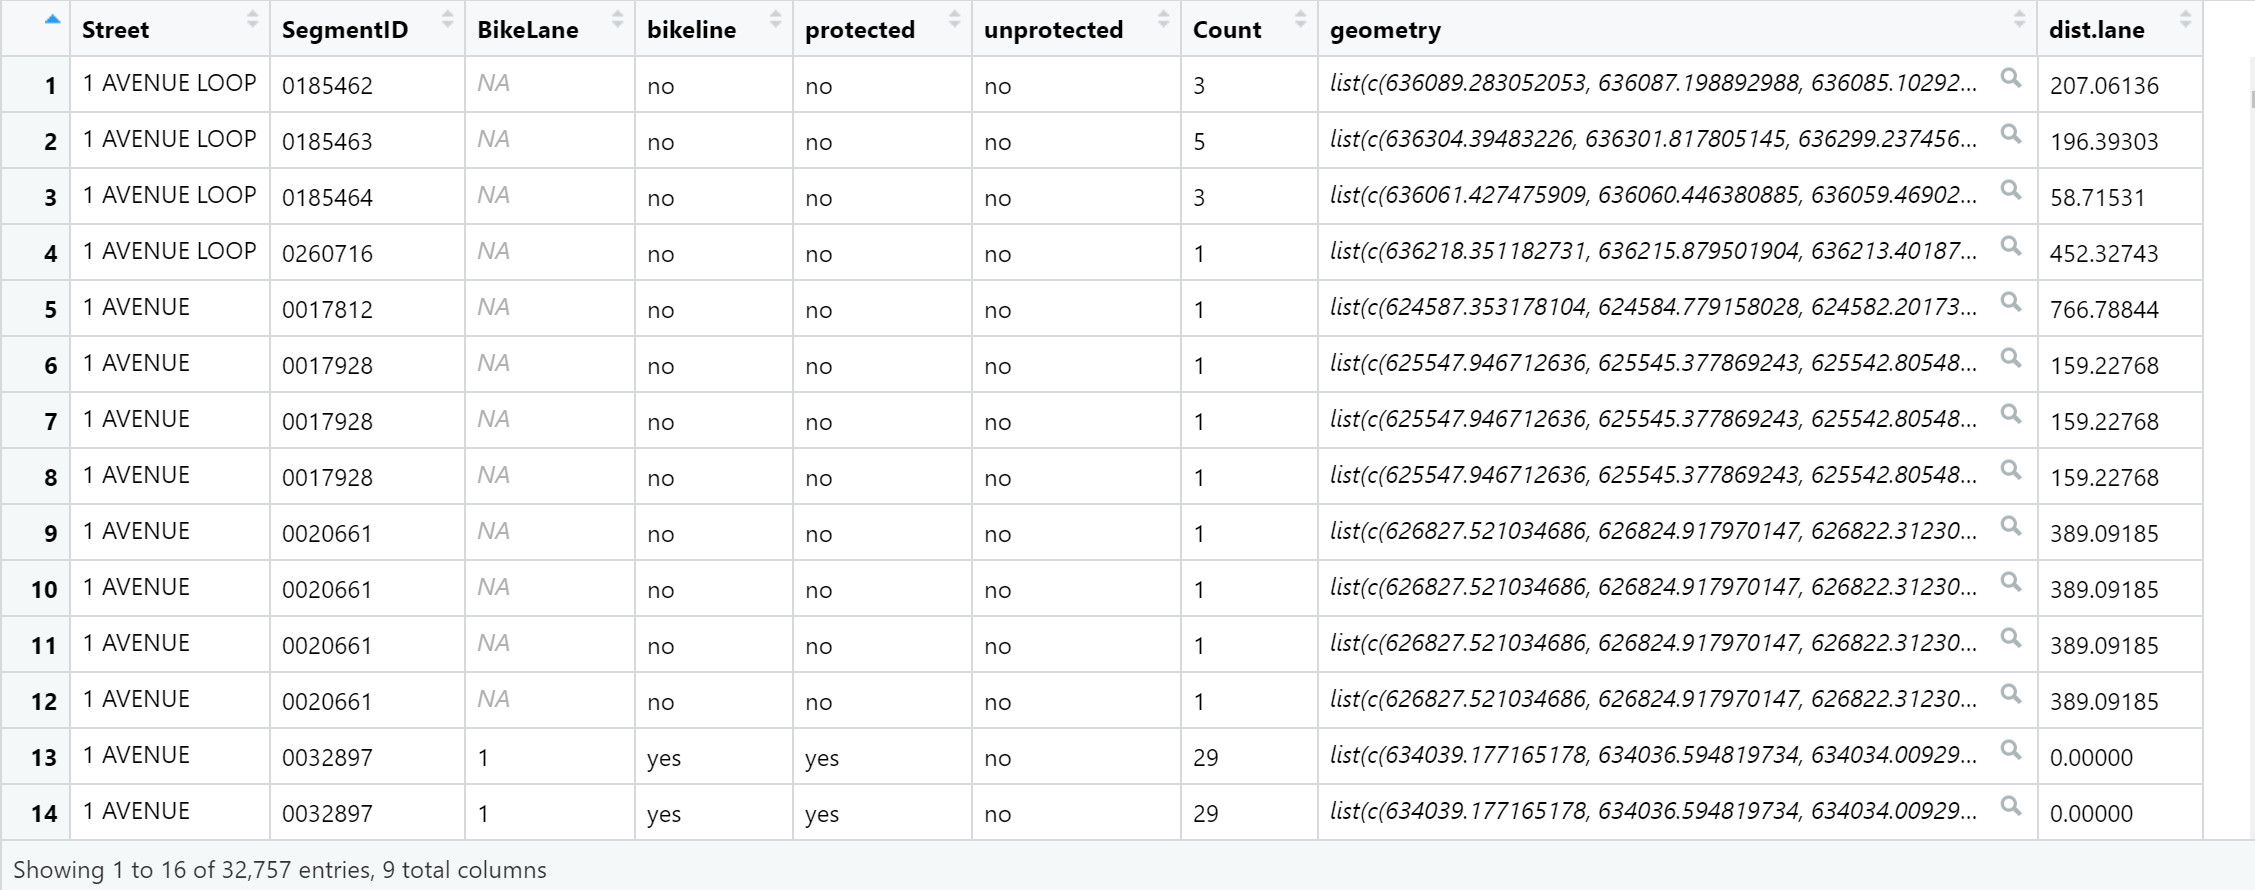 Street SegmentID BikeLane bikeline protected unprotected Count geometry dist.lane
1 1 AVENUE LOOP 0185462 NA no no no 3 list(c(636089.283052053, 636087.198892988, 636085.10292... 207.06136
2 1 AVENUE LOOP 0185463 NA no no no 5 list(c(636304.39483226, 636301.817805145, 636299.237456... 196.39303
3 1 AVENUE LOOP 0185464 NA no no no 3 list(c(636061.427475909, 636060.446380885, 636059.46902... 58.71531
4 1 AVENUE LOOP 0260716 NA no no no 1 list(c(636218.351182731, 636215.879501904, 636213.40187... 452.32743
5 1 AVENUE 0017812 NA no no no 1 list(c(624587.353178104, 624584.779158028, 624582.20173... 766.78844
6 1 AVENUE 0017928 NA no no no 1 list(c(625547.946712636, 625545.377869243, 625542.80548... 159.22768
7 1 AVENUE 0017928 NA no no no 1 list(c(625547.946712636, 625545.377869243, 625542.80548... 159.22768
8 1 AVENUE 0017928 NA no no no 1 list(c(625547.946712636, 625545.377869243, 625542.80548... 159.22768
9 1 AVENUE 0020661 NA no no no 1 list(c(626827.521034686, 626824.917970147, 626822.31230... 389.09185
10 1 AVENUE 0020661 NA no no no 1 list(c(626827.521034686, 626824.917970147, 626822.31230... 389.09185
11 1 AVENUE 0020661 NA no no no 1 list(c(626827.521034686, 626824.917970147, 626822.31230... 389.09185
12 1 AVENUE 0020661 NA no no no 1 list(c(626827.521034686, 626824.917970147, 626822.31230... 389.09185
13 1 AVENUE 0032897 1 yes yes no 29 list(c(634039.177165178, 634036.594819734, 634034.00929... 0.00000
14 1 AVENUE 0032897 1 yes yes no 29 list(c(634039.177165178, 634036.594819734, 634034.00929... 0.00000
Showing 1 to 16 of 32,757 entries, 9 total columns